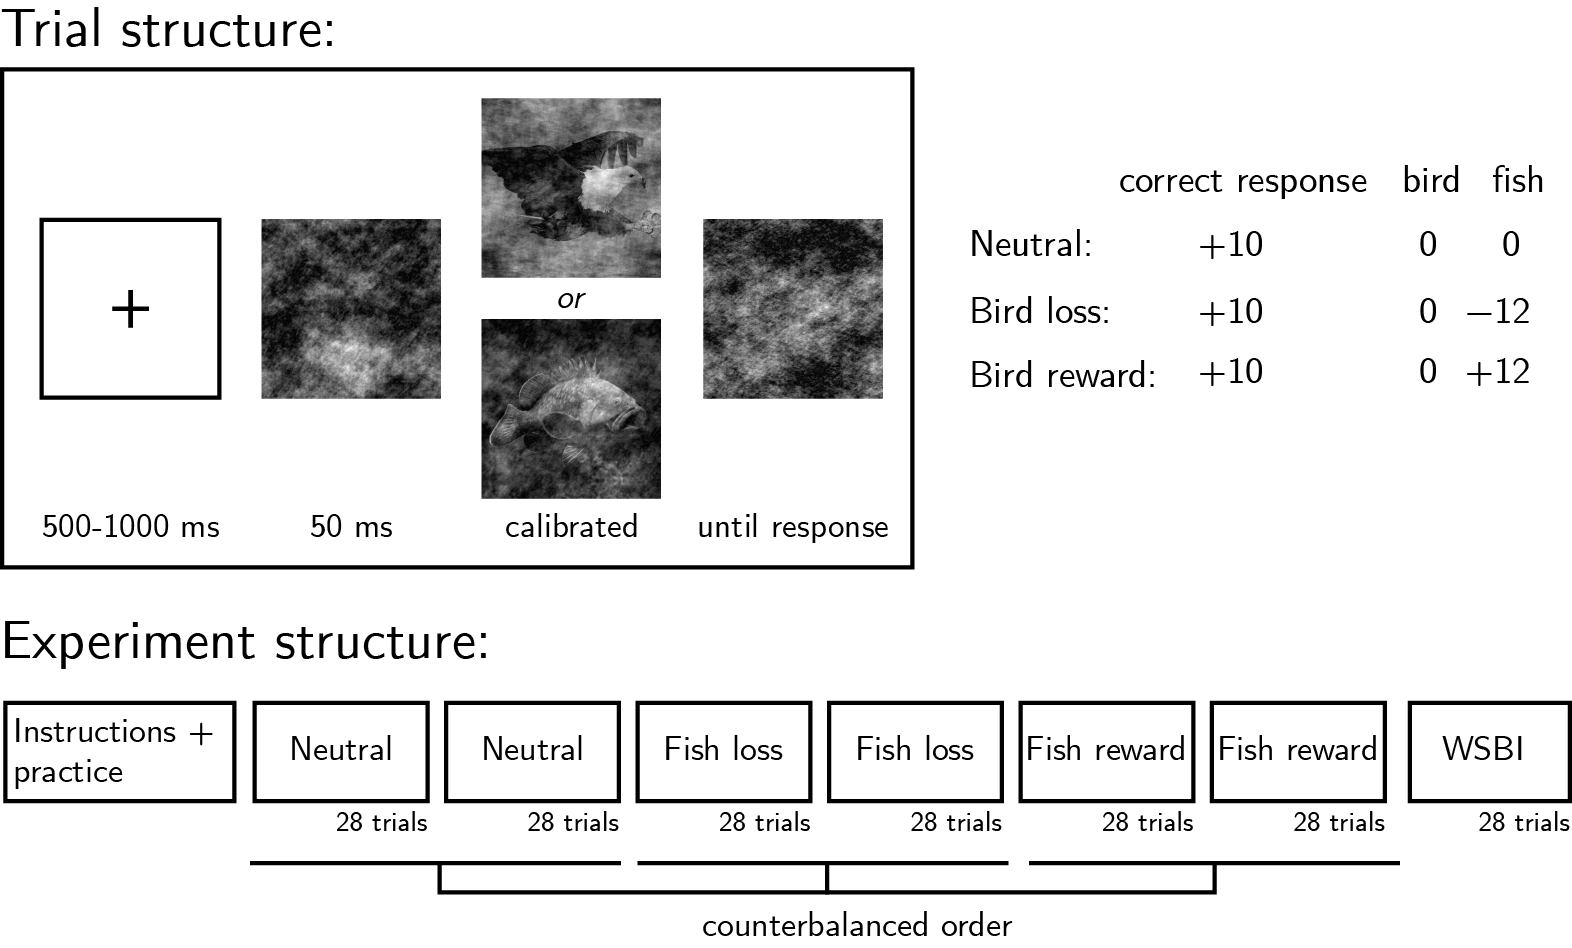 Trial structure:
+
or
500-1000 ms 50 ms calibrated until response
correct response bird fish
Neutral: +10 0 0
Bird loss: +10 0 −12
Bird reward: +10 0 +12
Experiment structure:
Instructions +
practice
Neutral Neutral Fish loss Fish loss Fish reward Fish reward WSBI
28 trials 28 trials 28 trials 28 trials 28 trials 28 trials 28 trials
counterbalanced order